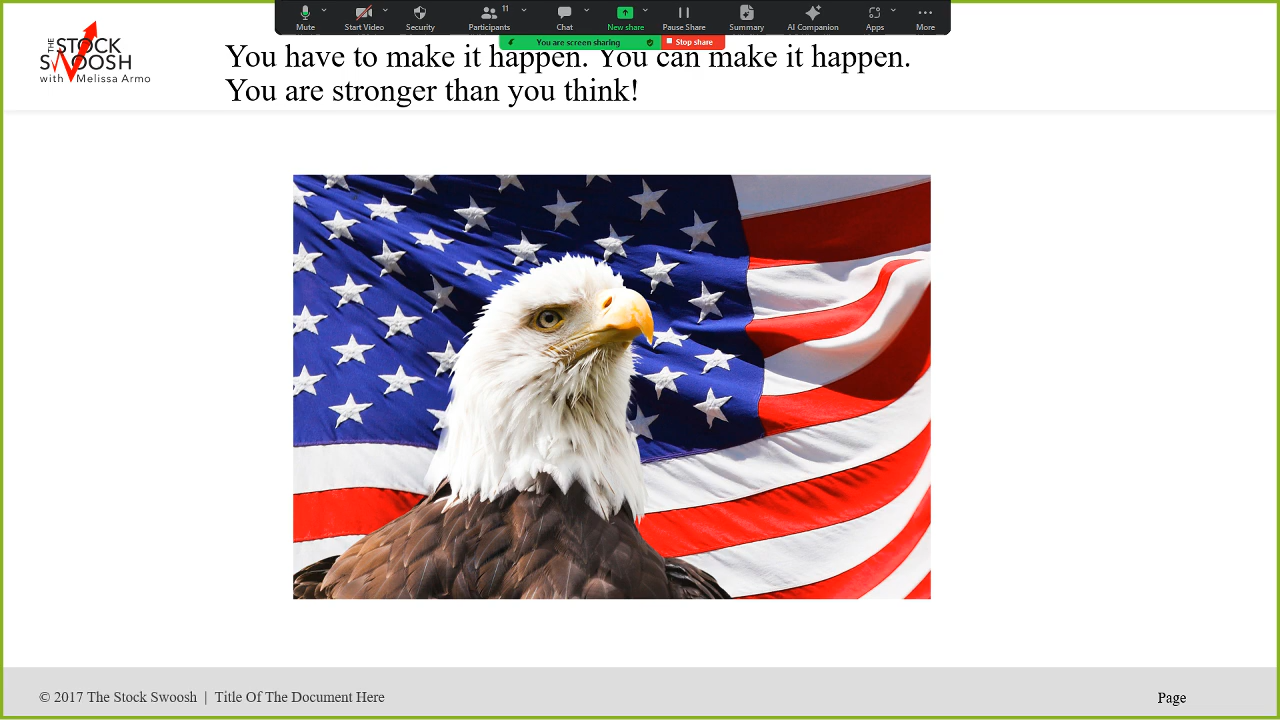 Mute
Start Video
Security
Participants
11
Chat
New share
Pause Share
Summary
AI Companion
Apps
More
You are screen sharing
Stop share
THE
STOCK
SWOOSH
with Melissa Armo
You have to make it happen. You can make it happen.
You are stronger than you think!
© 2017 The Stock Swoosh | Title Of The Document Here
Page